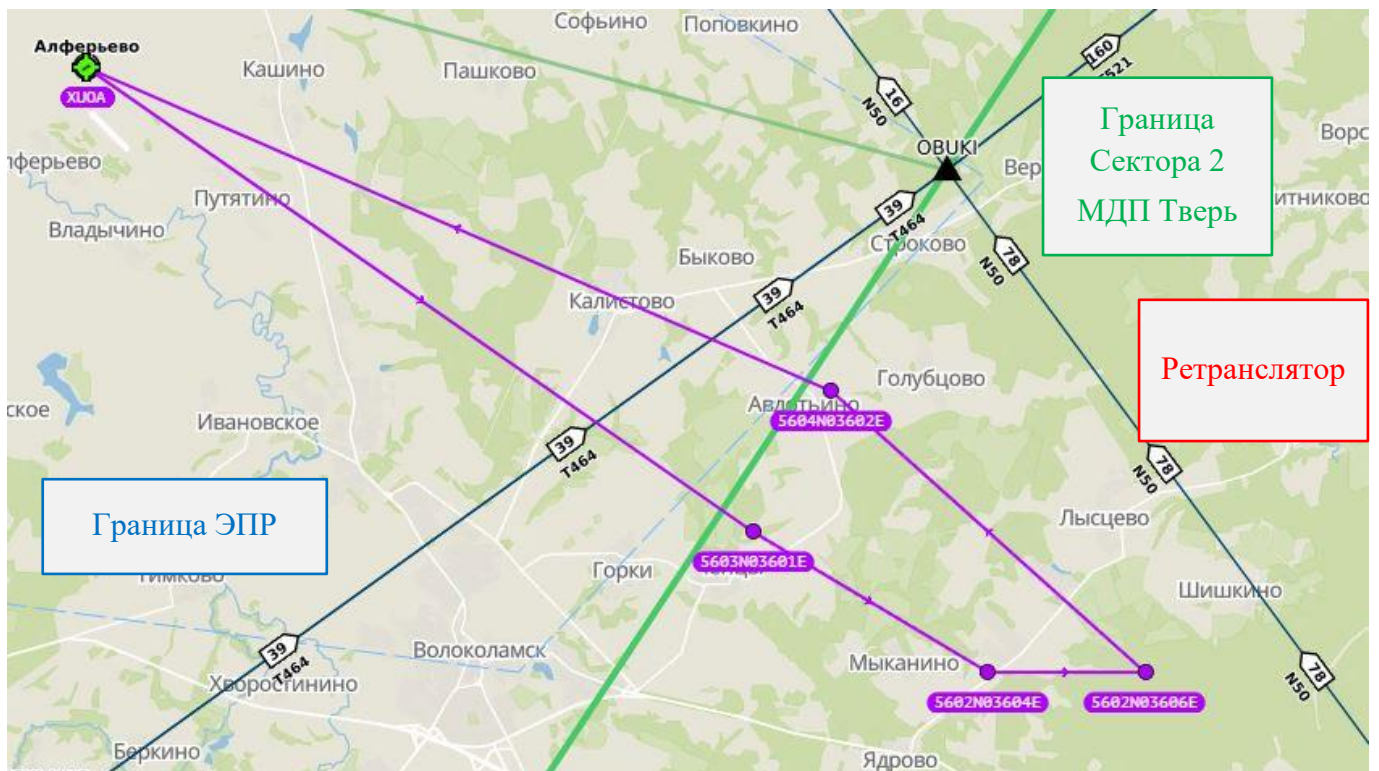 Софьино
Поповкино
Алферьево
Кашино
Пашково
160
T521
16
N50
XUOA
Граница
Сектора 2
МДП Тверь
OBUKI
Вер
Ворс
лферьево
итниково
Путятино
39
T464
Владычино
Строково
Быково
78
N50
39
T464
Калистово
Ретранслятор
Голубцово
ское
Авдотьино
5604N03602E
Ивановское
39
T464
78
N50
Граница ЭПР
Лысцево
5603N03601E
Тимково
Горки
Шишкино
39
T464
Волоколамск
Мыканино
78
N50
Хворостинино
5602N03604E
5602N03606E
Беркино
Ядрово